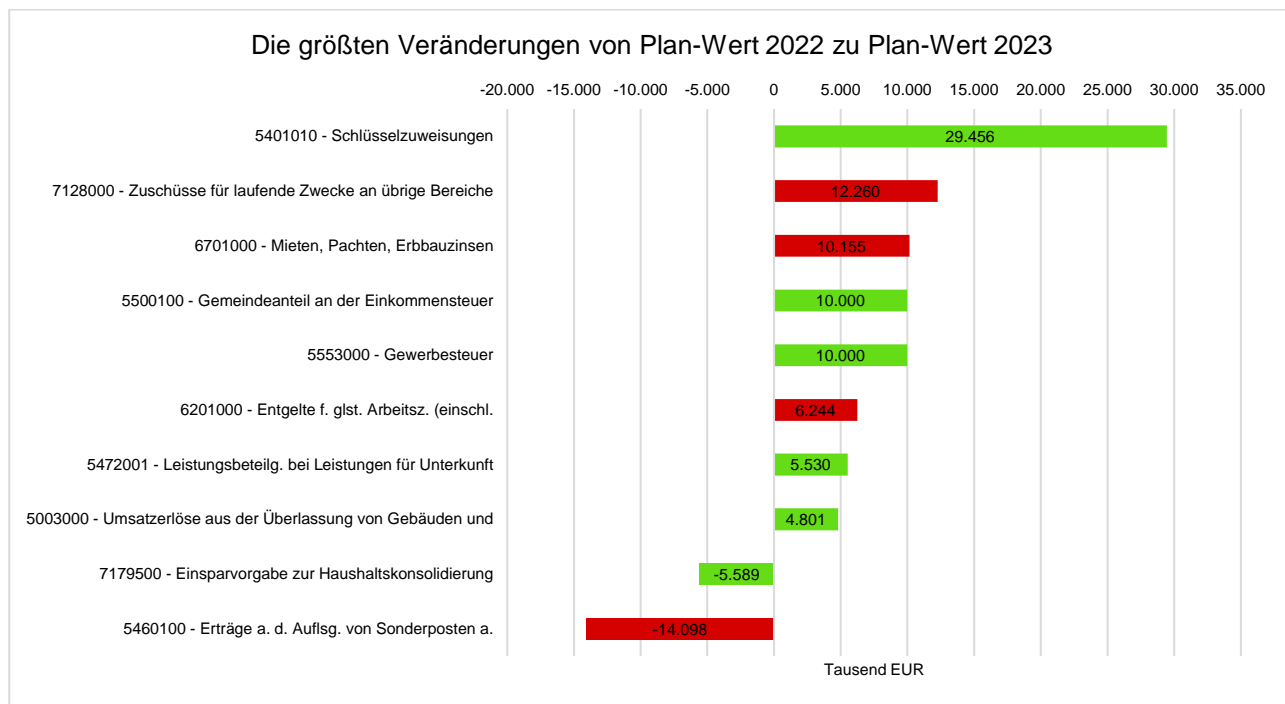 Die größten Veränderungen von Plan-Wert 2022 zu Plan-Wert 2023
-20.000 -15.000 -10.000 -5.000 0 5.000 10.000 15.000 20.000 25.000 30.000 35.000
5401010 - Schlüsselzuweisungen 29.456
7128000 - Zuschüsse für laufende Zwecke an übrige Bereiche 12.260
6701000 - Mieten, Pachten, Erbbauzinsen 10.155
5500100 - Gemeindeanteil an der Einkommensteuer 10.000
5553000 - Gewerbesteuer 10.000
6201000 - Entgelte f. glst. Arbeitsz. (einschl. 6.244
5472001 - Leistungsbeteilg. bei Leistungen für Unterkunft 5.530
5003000 - Umsatzerlöse aus der Überlassung von Gebäuden und 4.801
7179500 - Einsparvorgabe zur Haushaltskonsolidierung -5.589
5460100 - Erträge a. d. Auflsg. von Sonderposten a. -14.098
Tausend EUR